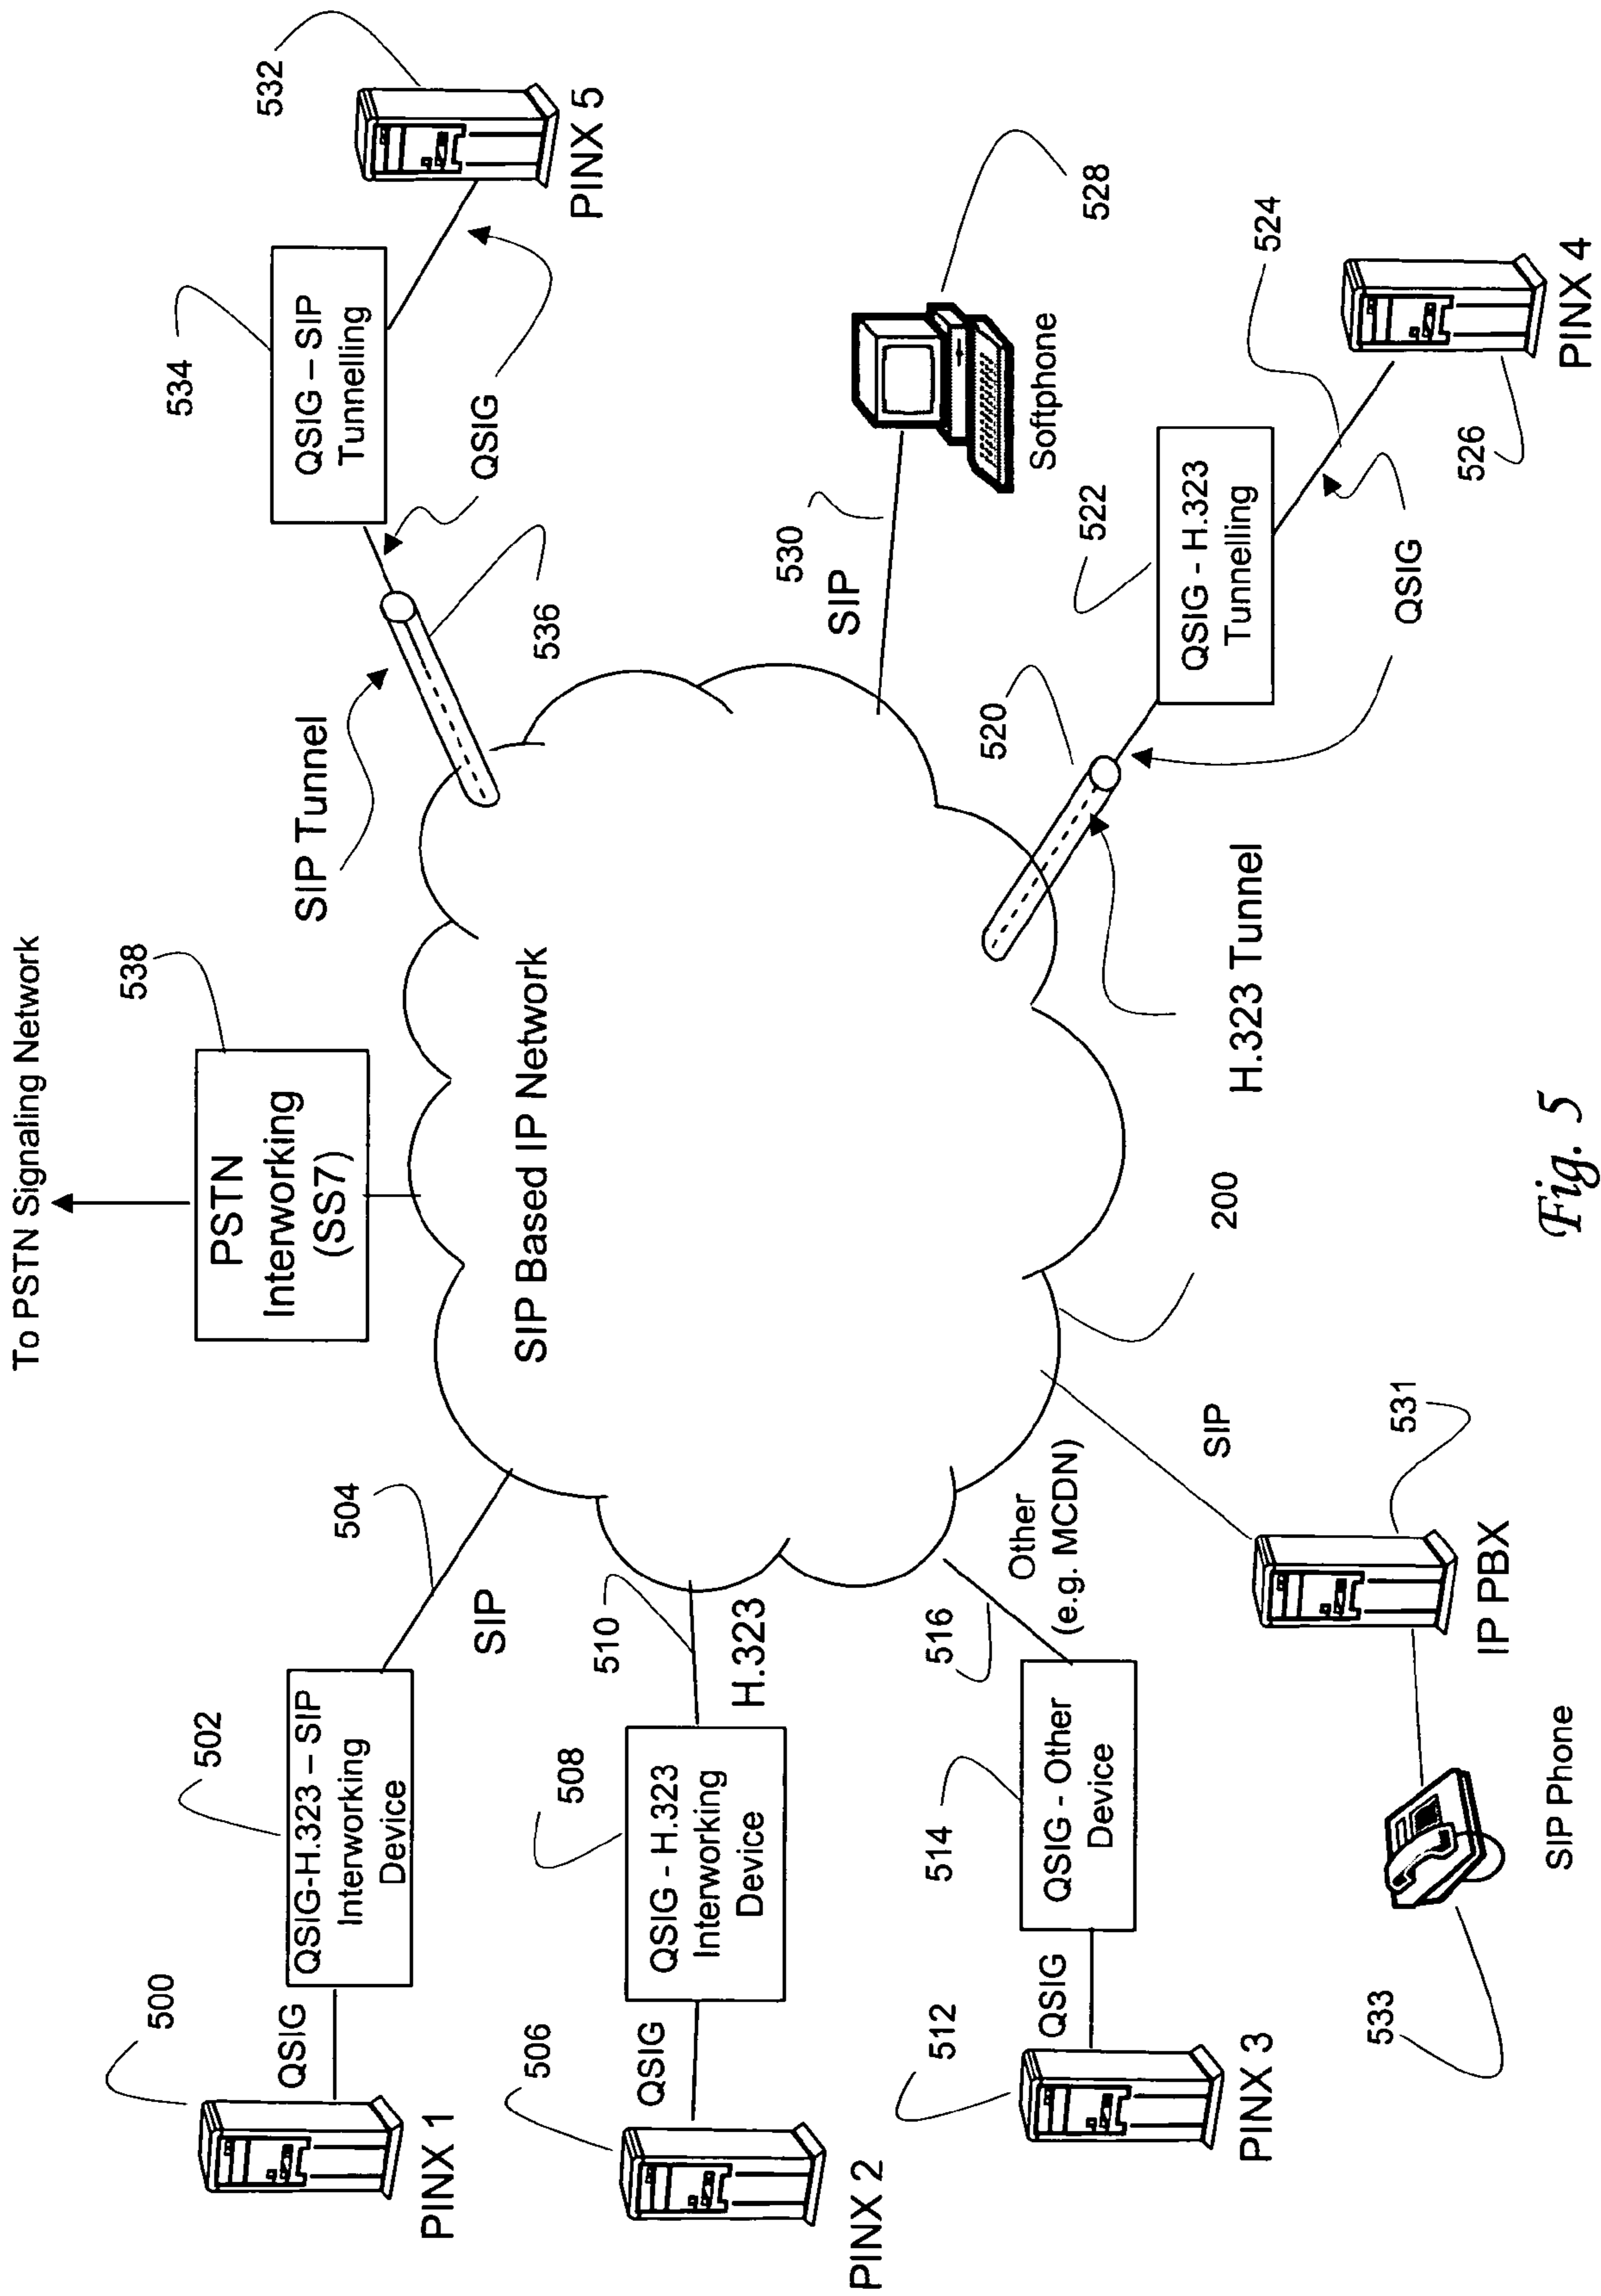 To PSTN Signaling Network
538
PSTN
Interworking
(SS7)
SIP Tunnel
534
QSIG – SIP
Tunnelling
532
PINX 5
QSIG
536
500
PINX 1
QSIG
502
QSIG-H.323 – SIP
Interworking
Device
504
SIP
SIP Based IP Network
530
SIP
528
Softphone
506
PINX 2
QSIG
508
QSIG - H.323
Interworking
Device
510
H.323
512
PINX 3
QSIG
514
QSIG - Other
Device
516
Other
(e.g. MCDN)
520
522
QSIG - H.323
Tunnelling
524
526
PINX 4
QSIG
H.323 Tunnel
200
SIP
531
IP PBX
533
SIP Phone
Fig. 5